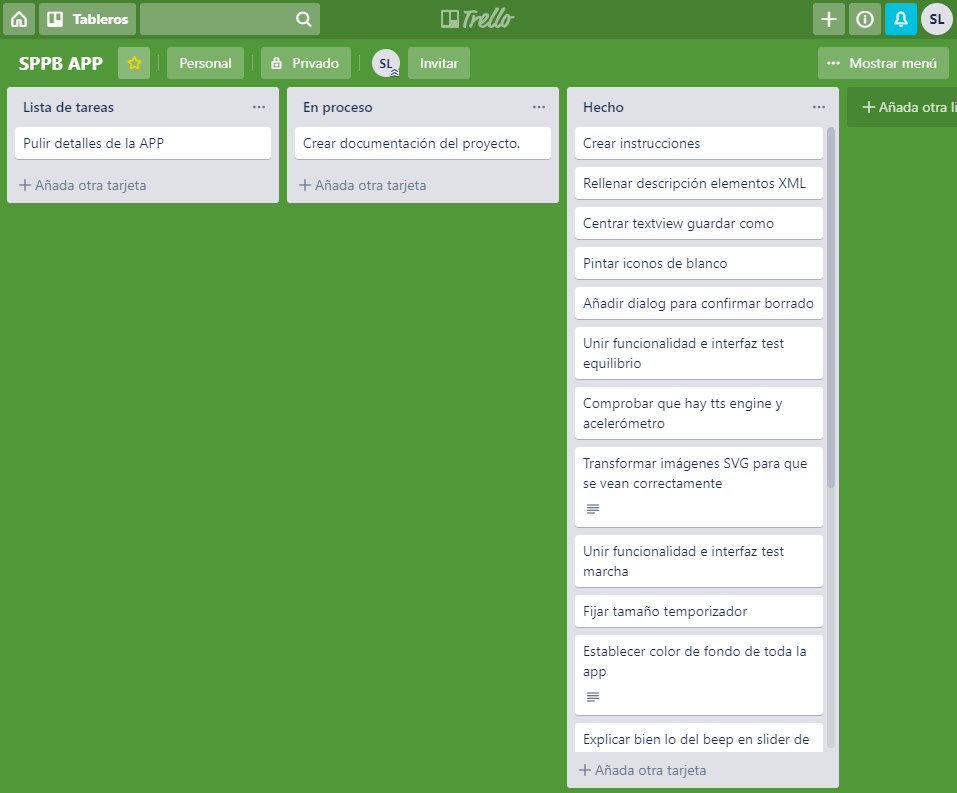 Tableros
Trello
SL
SPPB APP
Personal
Privado
SL
Invitar
Mostrar menú
Lista de tareas
Pulir detalles de la APP
Añada otra tarjeta
En proceso
Crear documentación del proyecto.
Añada otra tarjeta
Hecho
Crear instrucciones
Rellenar descripción elementos XML
Centrar textview guardar como
Pintar iconos de blanco
Añadir dialog para confirmar borrado
Unir funcionalidad e interfaz test
equilibrio
Comprobar que hay tts engine y
acelerómetro
Transformar imágenes SVG para que
se vean correctamente
Unir funcionalidad e interfaz test
marcha
Fijar tamaño temporizador
Establecer color de fondo de toda la
app
Explicar bien lo del beep en slider de
Añada otra tarjeta
Añada otra li